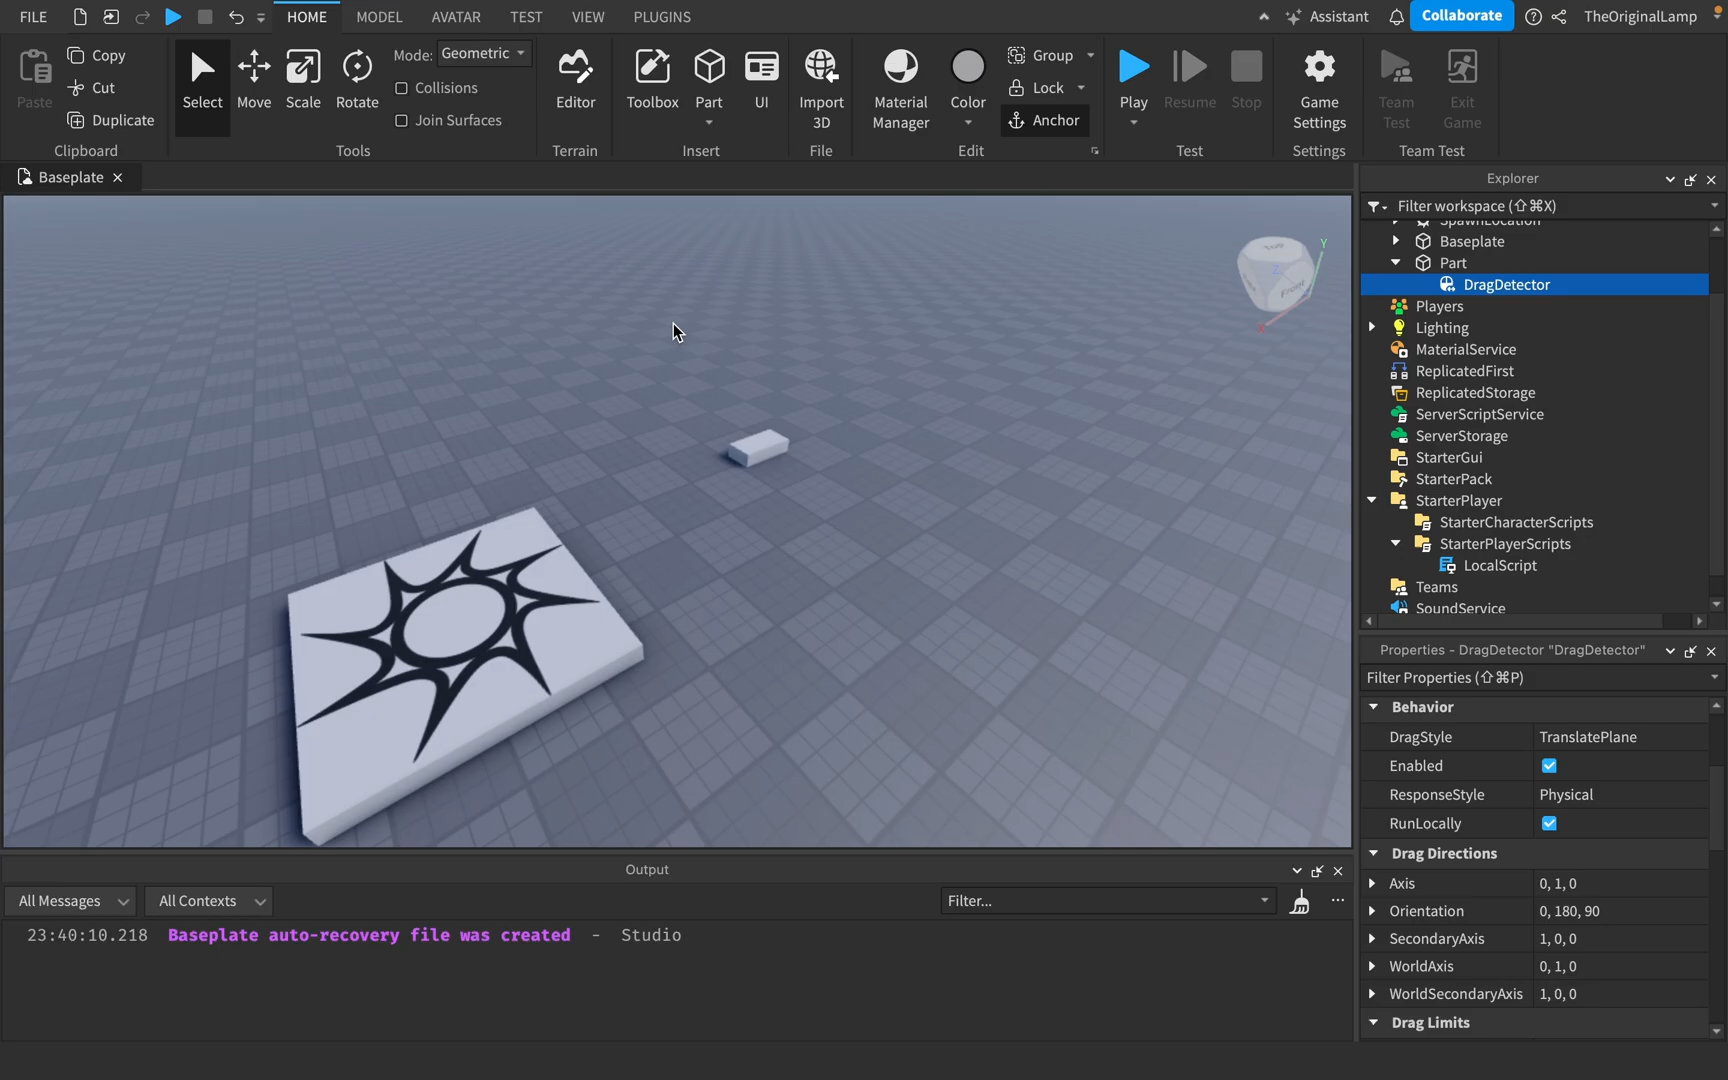 FILE HOME MODEL AVATAR TEST VIEW PLUGINS Assistant Collaborate TheOriginalLamp
Paste Copy Cut Duplicate
Clipboard
Select Move Scale Rotate
Mode: Geometric
Collisions
Join Surfaces
Tools
Editor
Terrain
Toolbox Part UI
Insert
Import
3D
File
Material
Manager
Color
Group
Lock
Anchor
Edit
Play Resume Stop
Test
Game
Settings
Settings
Team
Test
Exit
Game
Team Test
Baseplate
Top
Front
Y
Z
X
Explorer
Filter workspace (⇧⌘X)
SpawnLocation
Baseplate
Part
DragDetector
Players
Lighting
MaterialService
ReplicatedFirst
ReplicatedStorage
ServerScriptService
ServerStorage
StarterGui
StarterPack
StarterPlayer
StarterCharacterScripts
StarterPlayerScripts
LocalScript
Teams
SoundService
Properties - DragDetector "DragDetector"
Filter Properties (⇧⌘P)
Behavior
DragStyle TranslatePlane
Enabled
ResponseStyle Physical
RunLocally
Drag Directions
Axis 0, 1, 0
Orientation 0, 180, 90
SecondaryAxis 1, 0, 0
WorldAxis 0, 1, 0
WorldSecondaryAxis 1, 0, 0
Drag Limits
Output
All Messages All Contexts Filter... ...
23:40:10.218 Baseplate auto-recovery file was created - Studio